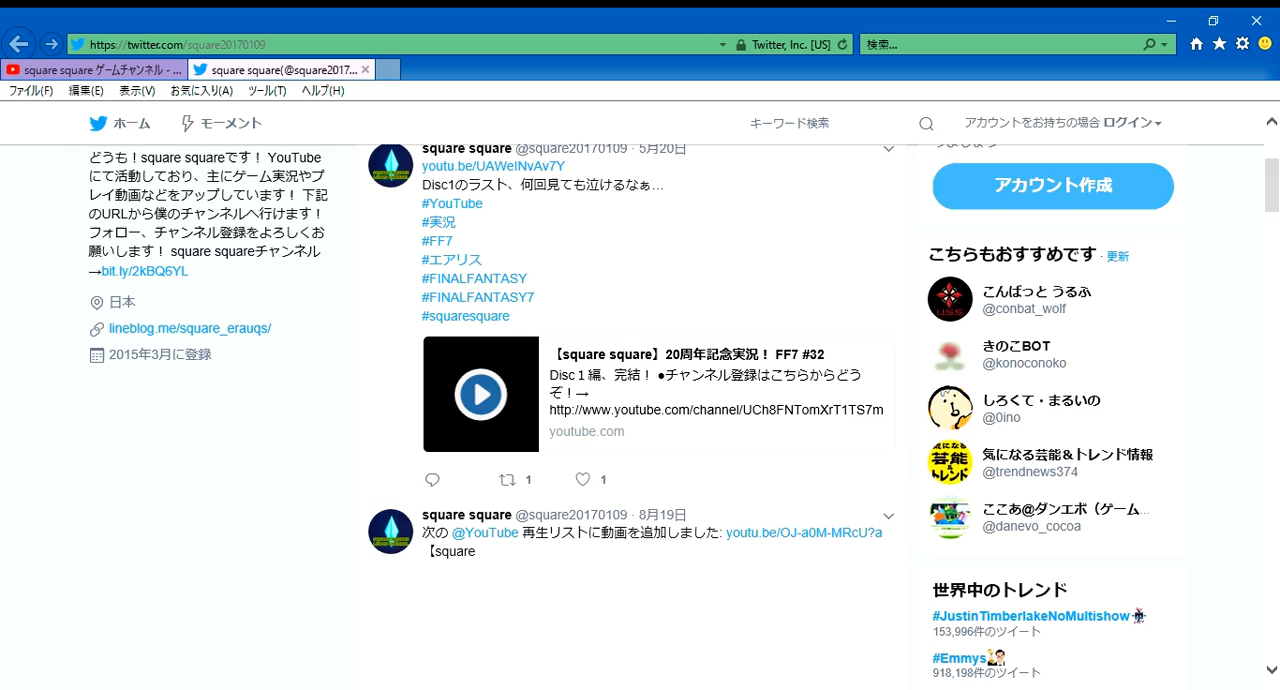 https://twitter.com/square20170109
Twitter, Inc. [US]
検索...
square square ゲームチャンネル - ...
square square(@square2017...
ファイル(F) 編集(E) 表示(V) お気に入り(A) ツール(T) ヘルプ(H)
ホーム モーメント
キーワード検索
アカウントをお持ちの場合 ログイン
どうも！square squareです！ YouTube
にて活動しており、主にゲーム実況やプ
レイ動画などをアップしています！ 下記
のURLから僕のチャンネルへ行けます！
フォロー、チャンネル登録をよろしくお
願いします！ square squareチャンネル
→bit.ly/2kBQ6YL
日本
lineblog.me/square_erauqs/
2015年3月に登録
square square @square20170109 · 5月20日
youtu.be/UAWeINvAv7Y
Disc1のラスト、何回見ても泣けるなぁ…
#YouTube
#実況
#FF7
#エアリス
#FINALFANTASY
#FINALFANTASY7
#squaresquare
【square square】20周年記念実況！ FF7 #32
Disc１編、完結！ ●チャンネル登録はこちらからどう
ぞ！→
http://www.youtube.com/channel/UCh8FNTomXrT1TS7m
youtube.com
1 1
square square @square20170109 · 8月19日
次の @YouTube 再生リストに動画を追加しました: youtu.be/OJ-a0M-MRcU?a
【square
アカウント作成
こちらもおすすめです · 更新
こんばっと うるふ
@conbat_wolf
きのこBOT
@konoconoko
しろくて・まるいの
@0ino
気になる芸能＆トレンド情報
@trendnews374
ここあ@ダンエボ（ゲーム...
@danevo_cocoa
世界中のトレンド
#JustinTimberlakeNoMultishow
153,996件のツイート
#Emmys
918,198件のツイート